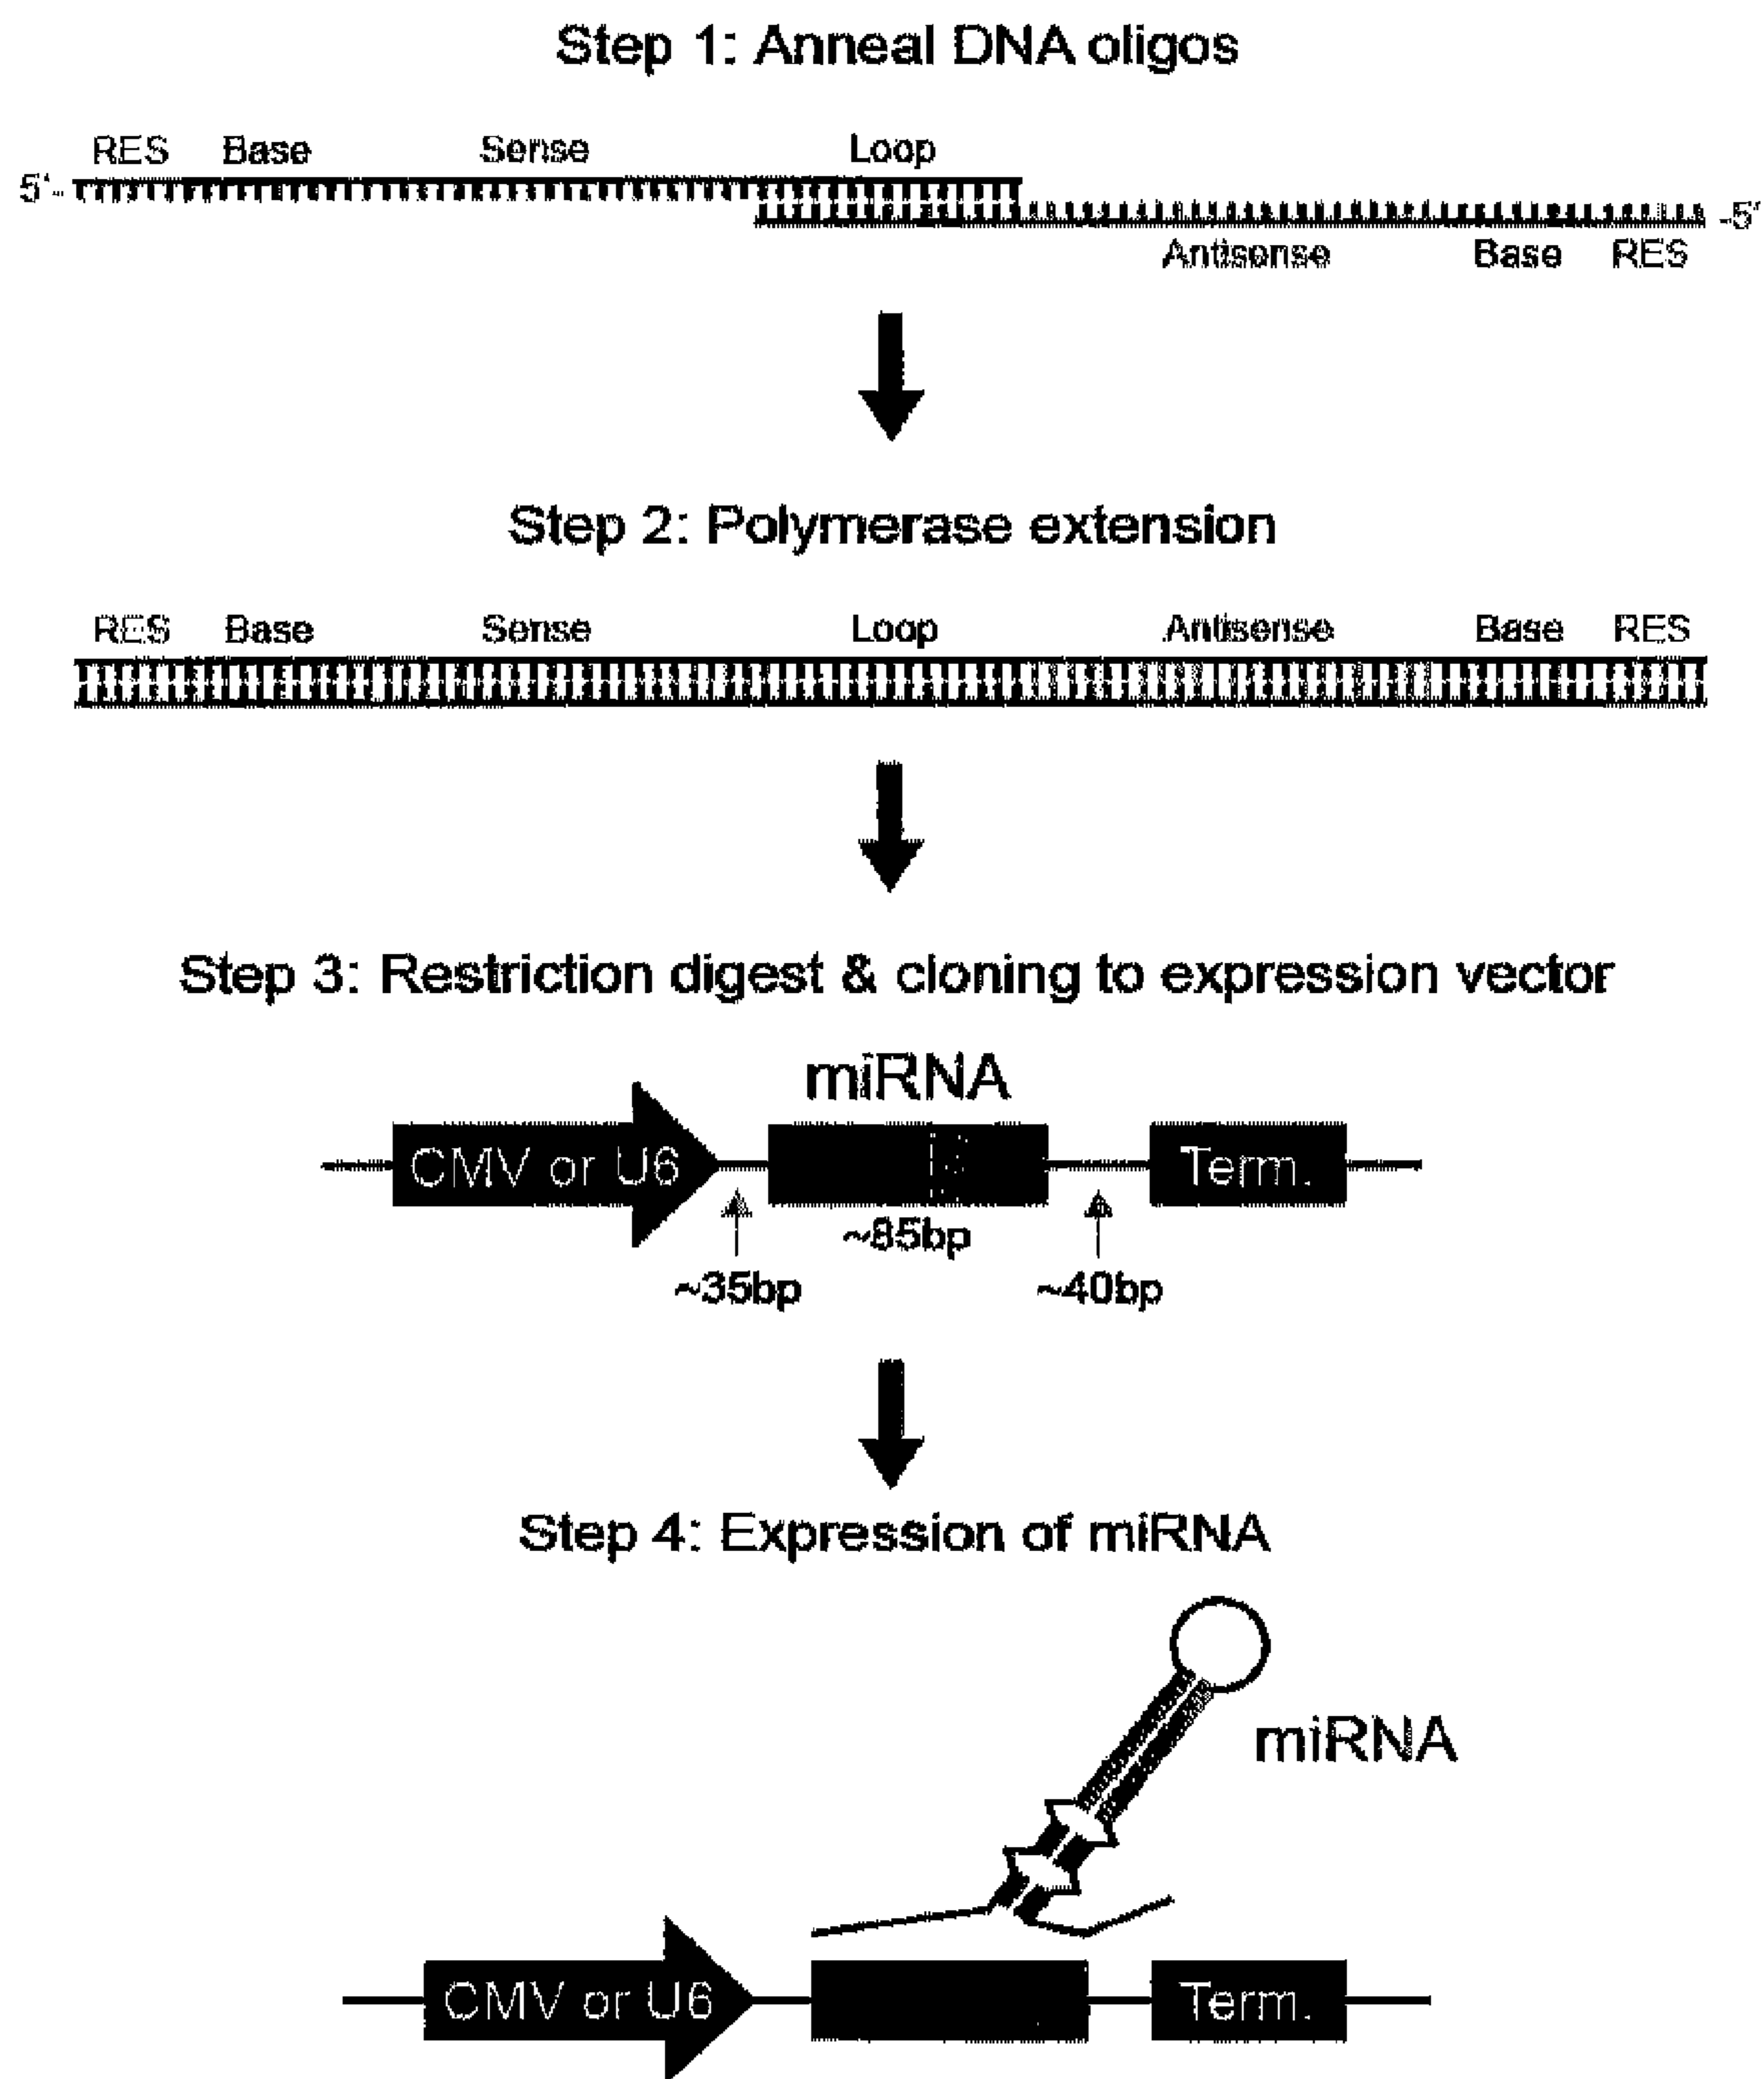 Step 1: Anneal DNA oligos
RES Base Sense Loop
5'- -5'
Antisense Base RES
Step 2: Polymerase extension
RES Base Sense Loop Antisense Base RES
Step 3: Restriction digest & cloning to expression vector
miRNA
CMV or U6 Term.
~85bp
~35bp ~40bp
Step 4: Expression of miRNA
miRNA
CMV or U6 Term.